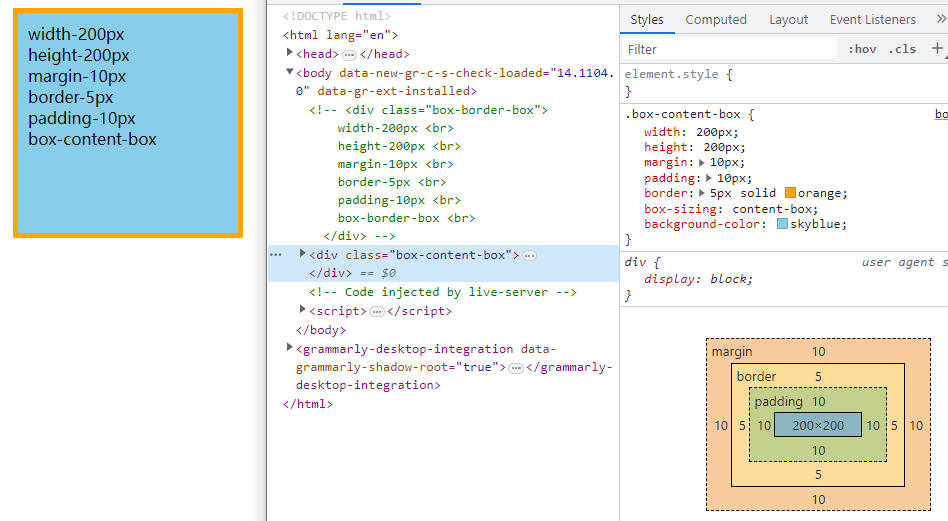 width-200px
height-200px
margin-10px
border-5px
padding-10px
box-content-box
<!DOCTYPE html>
<html lang="en">
<head> … </head>
<body data-new-gr-c-s-check-loaded="14.1104.
0" data-gr-ext-installed>
<!-- <div class="box-border-box">
width-200px <br>
height-200px <br>
margin-10px <br>
border-5px <br>
padding-10px <br>
box-border-box <br>
</div> -->
<div class="box-content-box"> …
</div> == $0
<!-- Code injected by live-server -->
<script> … </script>
</body>
<grammarly-desktop-integration data-
grammarly-shadow-root="true"> … </grammarly-
desktop-integration>
</html>
Styles Computed Layout Event Listeners »
Filter :hov .cls +
element.style {
}
.box-content-box { bo
width: 200px;
height: 200px;
margin: 10px;
padding: 10px;
border: 5px solid orange;
box-sizing: content-box;
background-color: skyblue;
}
div { user agent s
display: block;
}
margin 10
border 5
padding 10
10 5 10 200×200 10 5 10
10
5
10